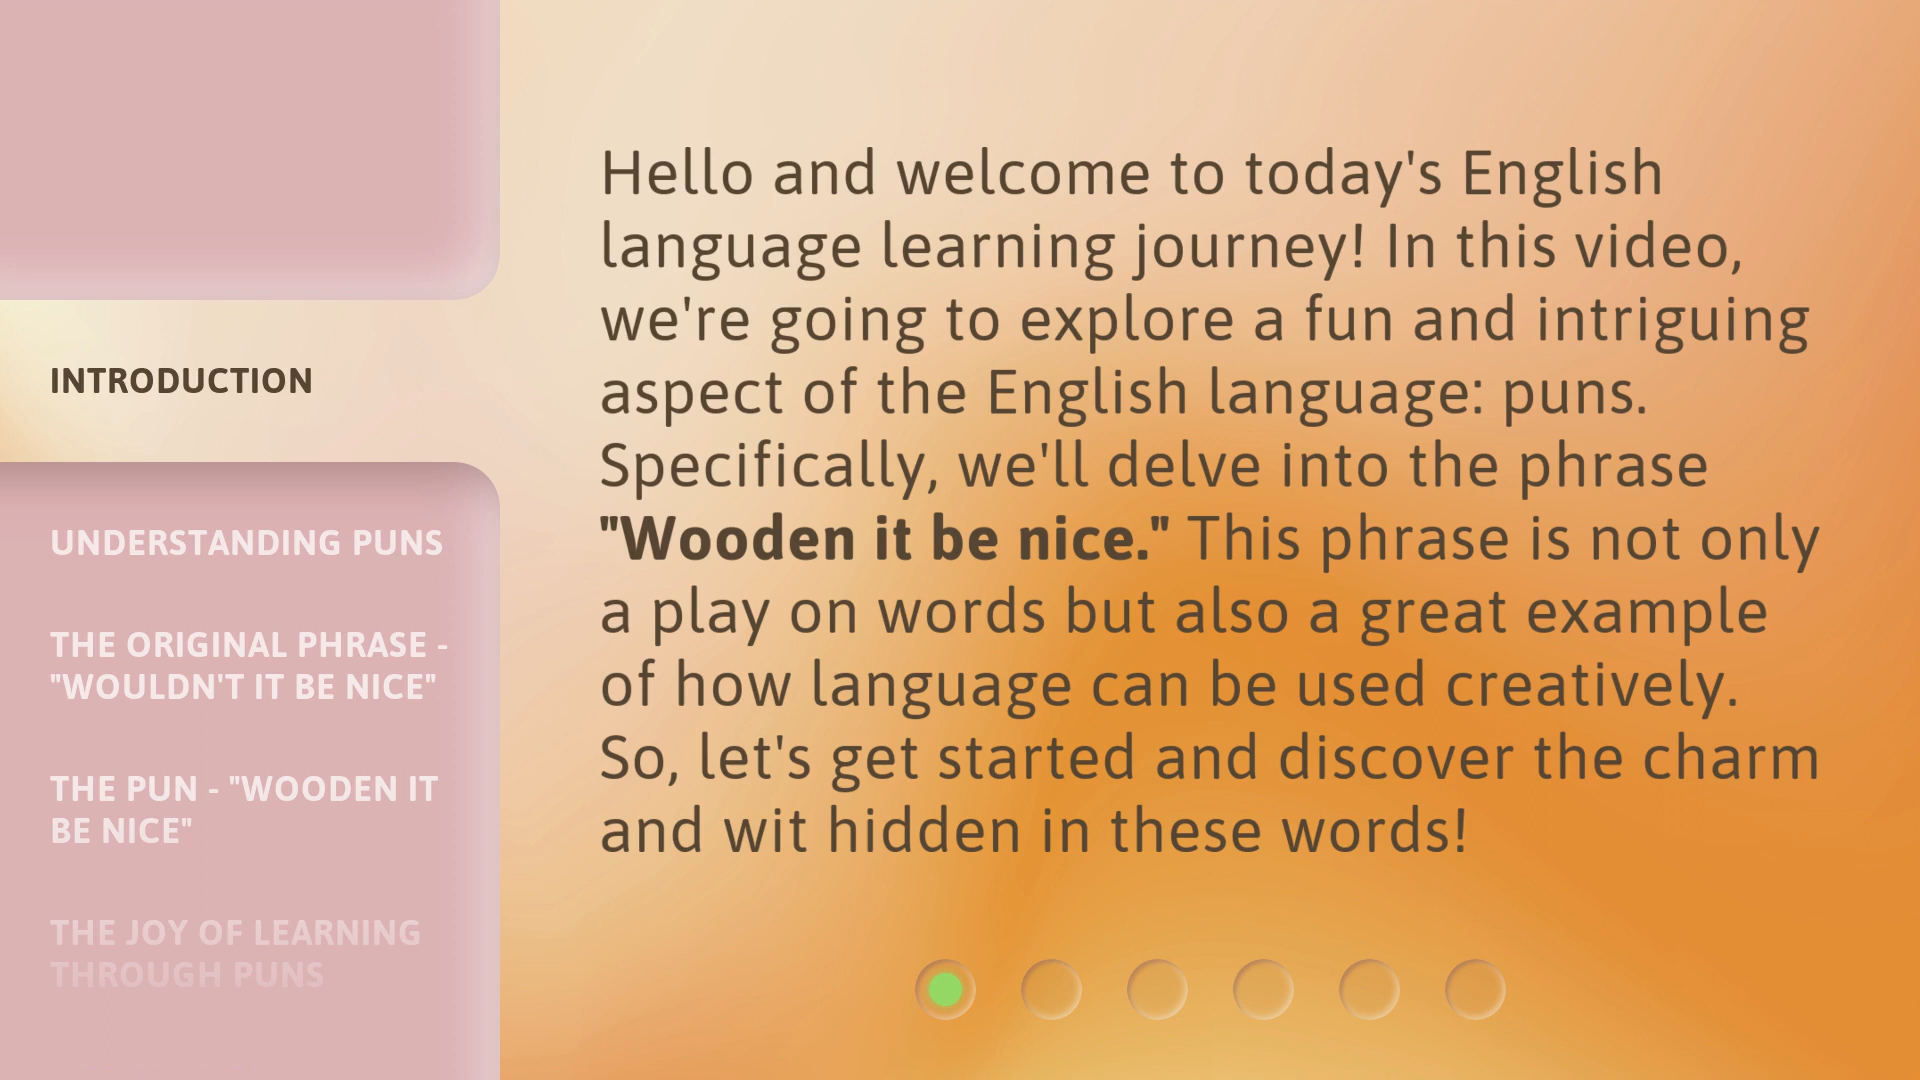 INTRODUCTION
UNDERSTANDING PUNS
THE ORIGINAL PHRASE -
"WOULDN'T IT BE NICE"
THE PUN - "WOODEN IT
BE NICE"
THE JOY OF LEARNING
THROUGH PUNS
Hello and welcome to today's English
language learning journey! In this video,
we're going to explore a fun and intriguing
aspect of the English language: puns.
Specifically, we'll delve into the phrase
"Wooden it be nice." This phrase is not only
a play on words but also a great example
of how language can be used creatively.
So, let's get started and discover the charm
and wit hidden in these words!